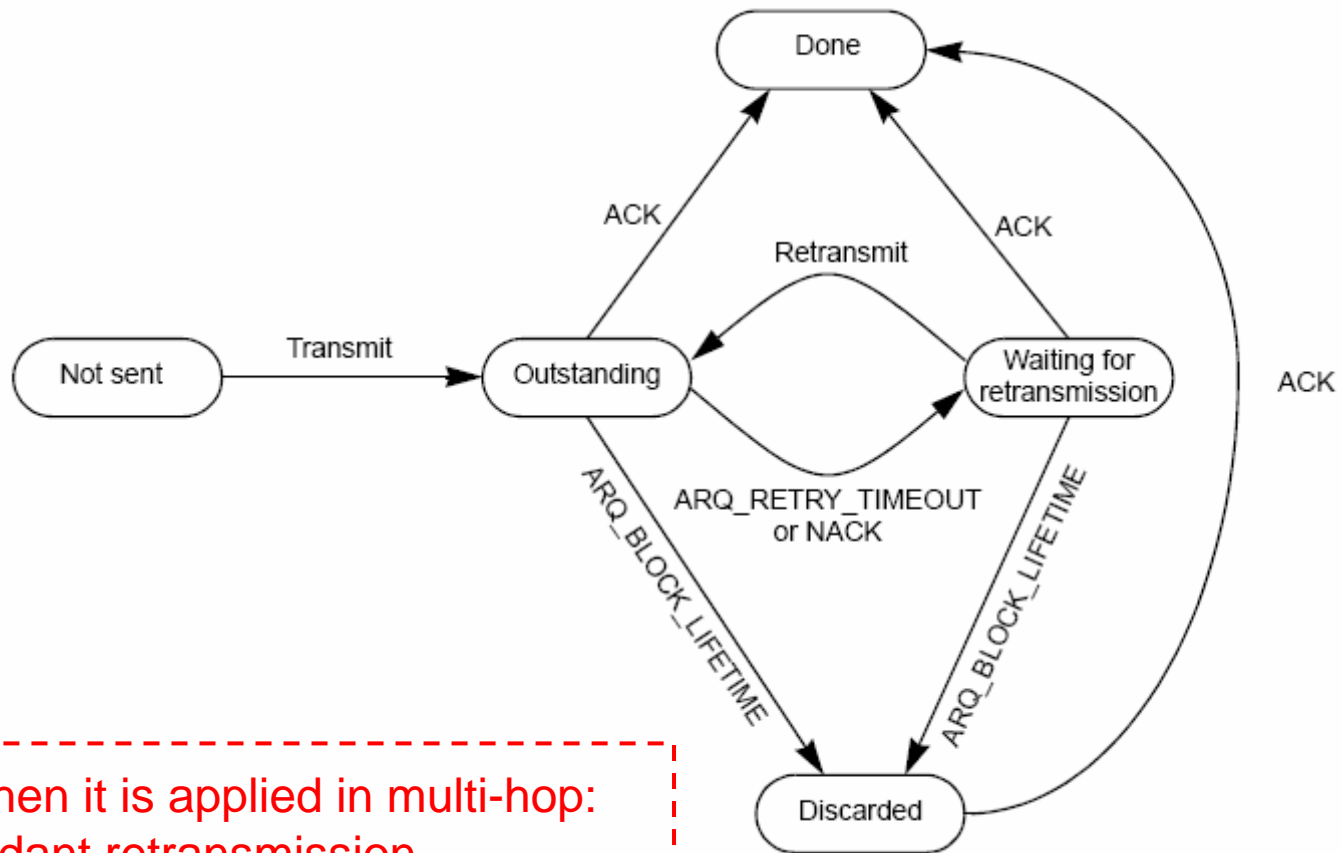 Done
ACK
ACK
Retransmit
Not sent
Transmit
Outstanding
Waiting for
retransmission
ACK
ARQ_RETRY_TIMEOUT
or NACK
ARQ_BLOCK_LIFETIME
ARQ_BLOCK_LIFETIME
Discarded
it is applied in multi-hop:
retransmission